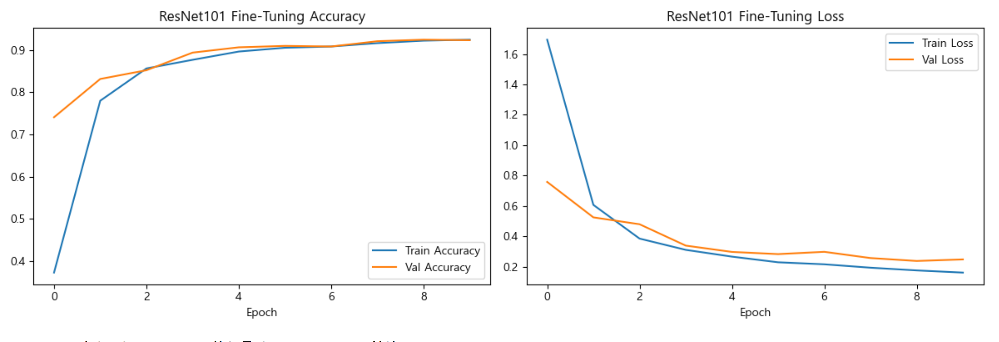 ResNet101 Fine-Tuning Accuracy
0.9
0.8
0.7
0.6
0.5
0.4
Train Accuracy
Val Accuracy
0 2 4 6 8
Epoch
ResNet101 Fine-Tuning Loss
1.6
1.4
1.2
1.0
0.8
0.6
0.4
0.2
Train Loss
Val Loss
0 2 4 6 8
Epoch